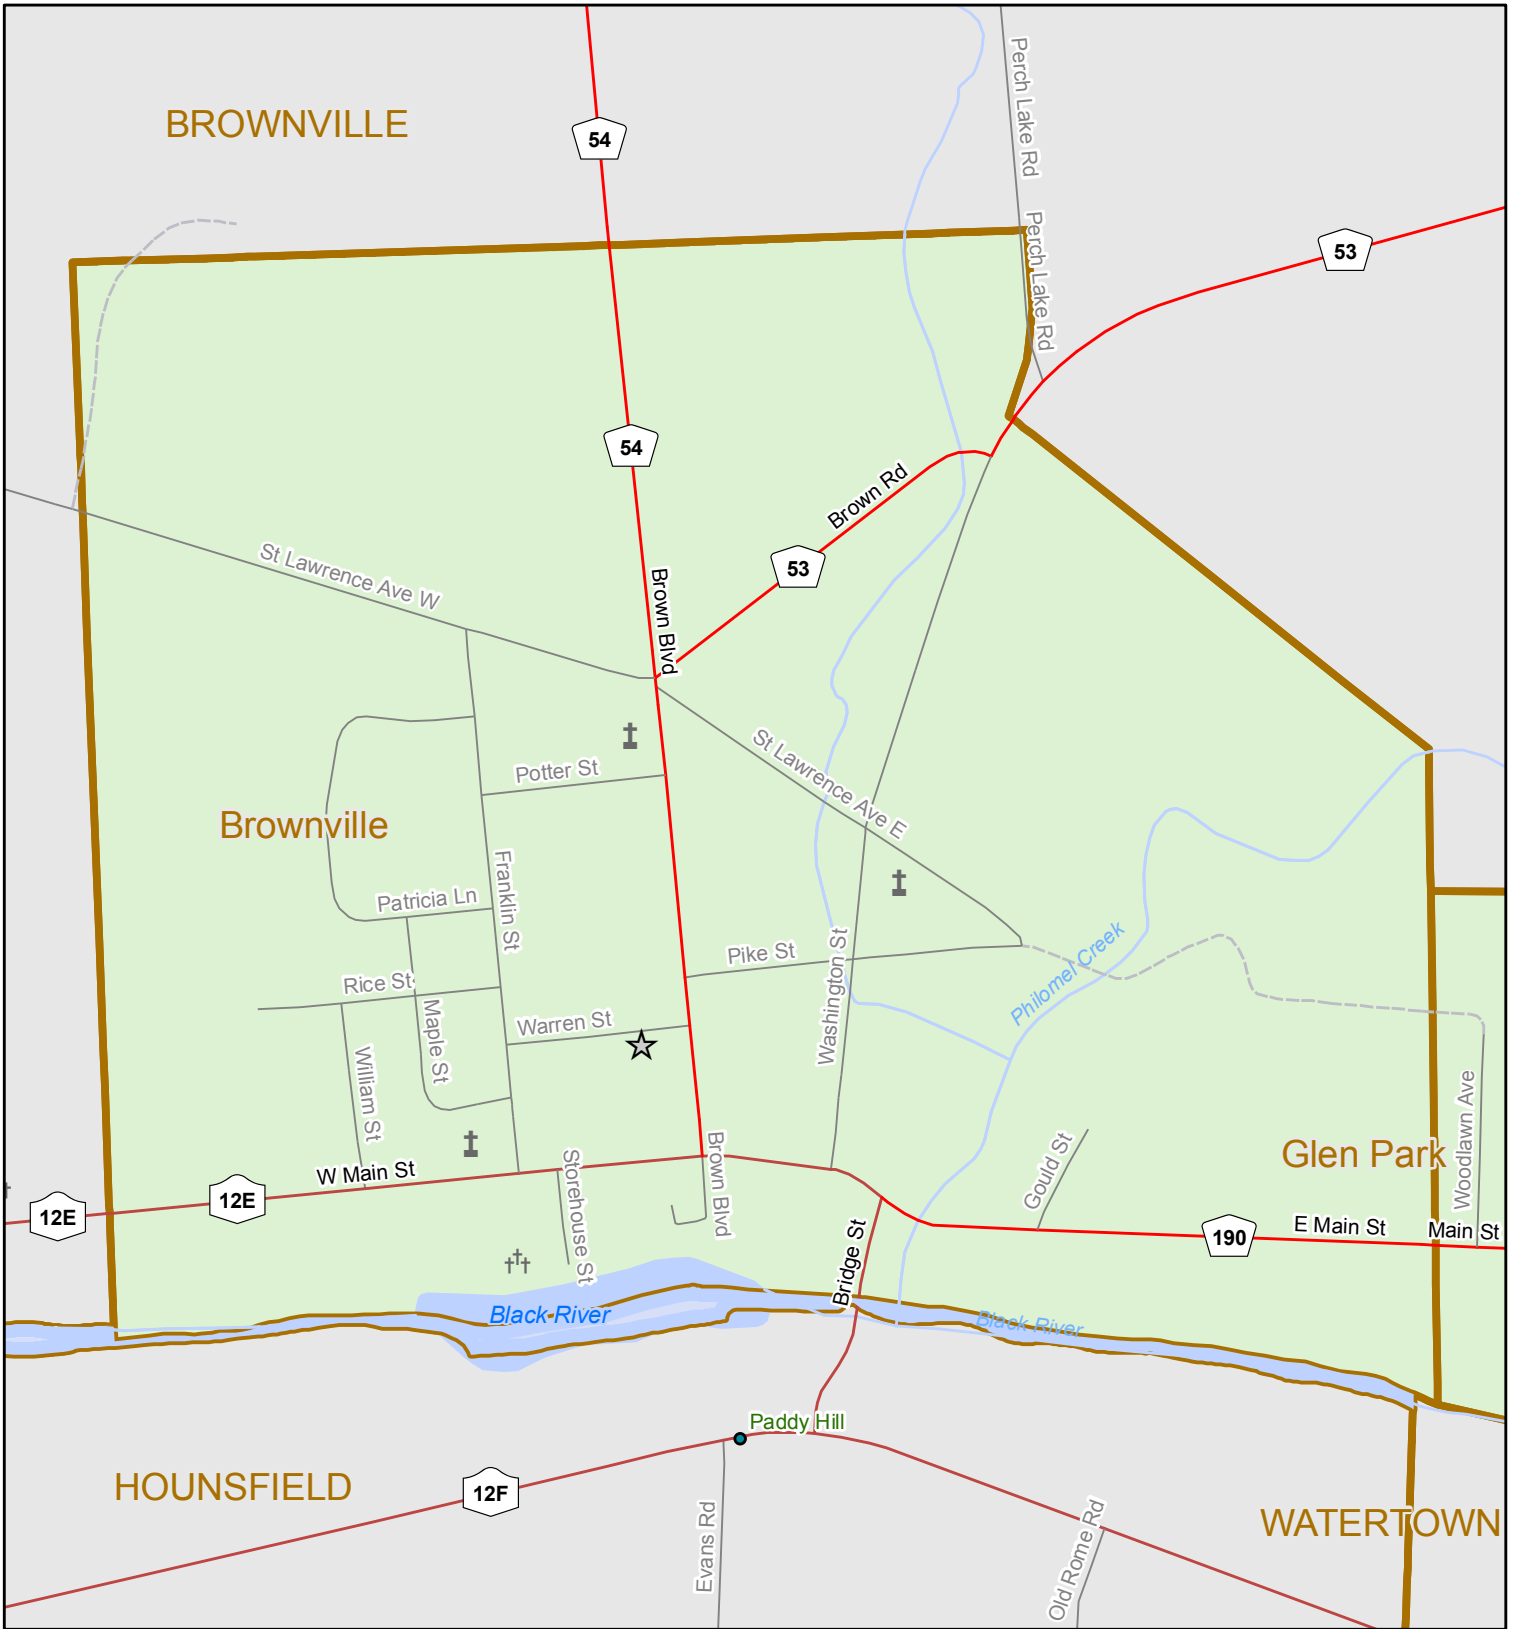 BROWNVILLE
54
Perch Lake Rd
Perch Lake Rd
53
54
Brown Rd
53
St Lawrence Ave W
Brown Blvd
St Lawrence Ave E
Potter St
Brownville
Franklin St
Patricia Ln
Pike St
Washington St
Philomel Creek
Rice St
Maple St
Warren St
William St
Woodlawn Ave
Glen Park
Gould St
W Main St
12E
12E
Storehouse St
Brown Blvd
Bridge St
190
E Main St
Main St
Black River
Black River
Paddy Hill
HOUNSFIELD
12F
Evans Rd
Old Rome Rd
WATERTOWN